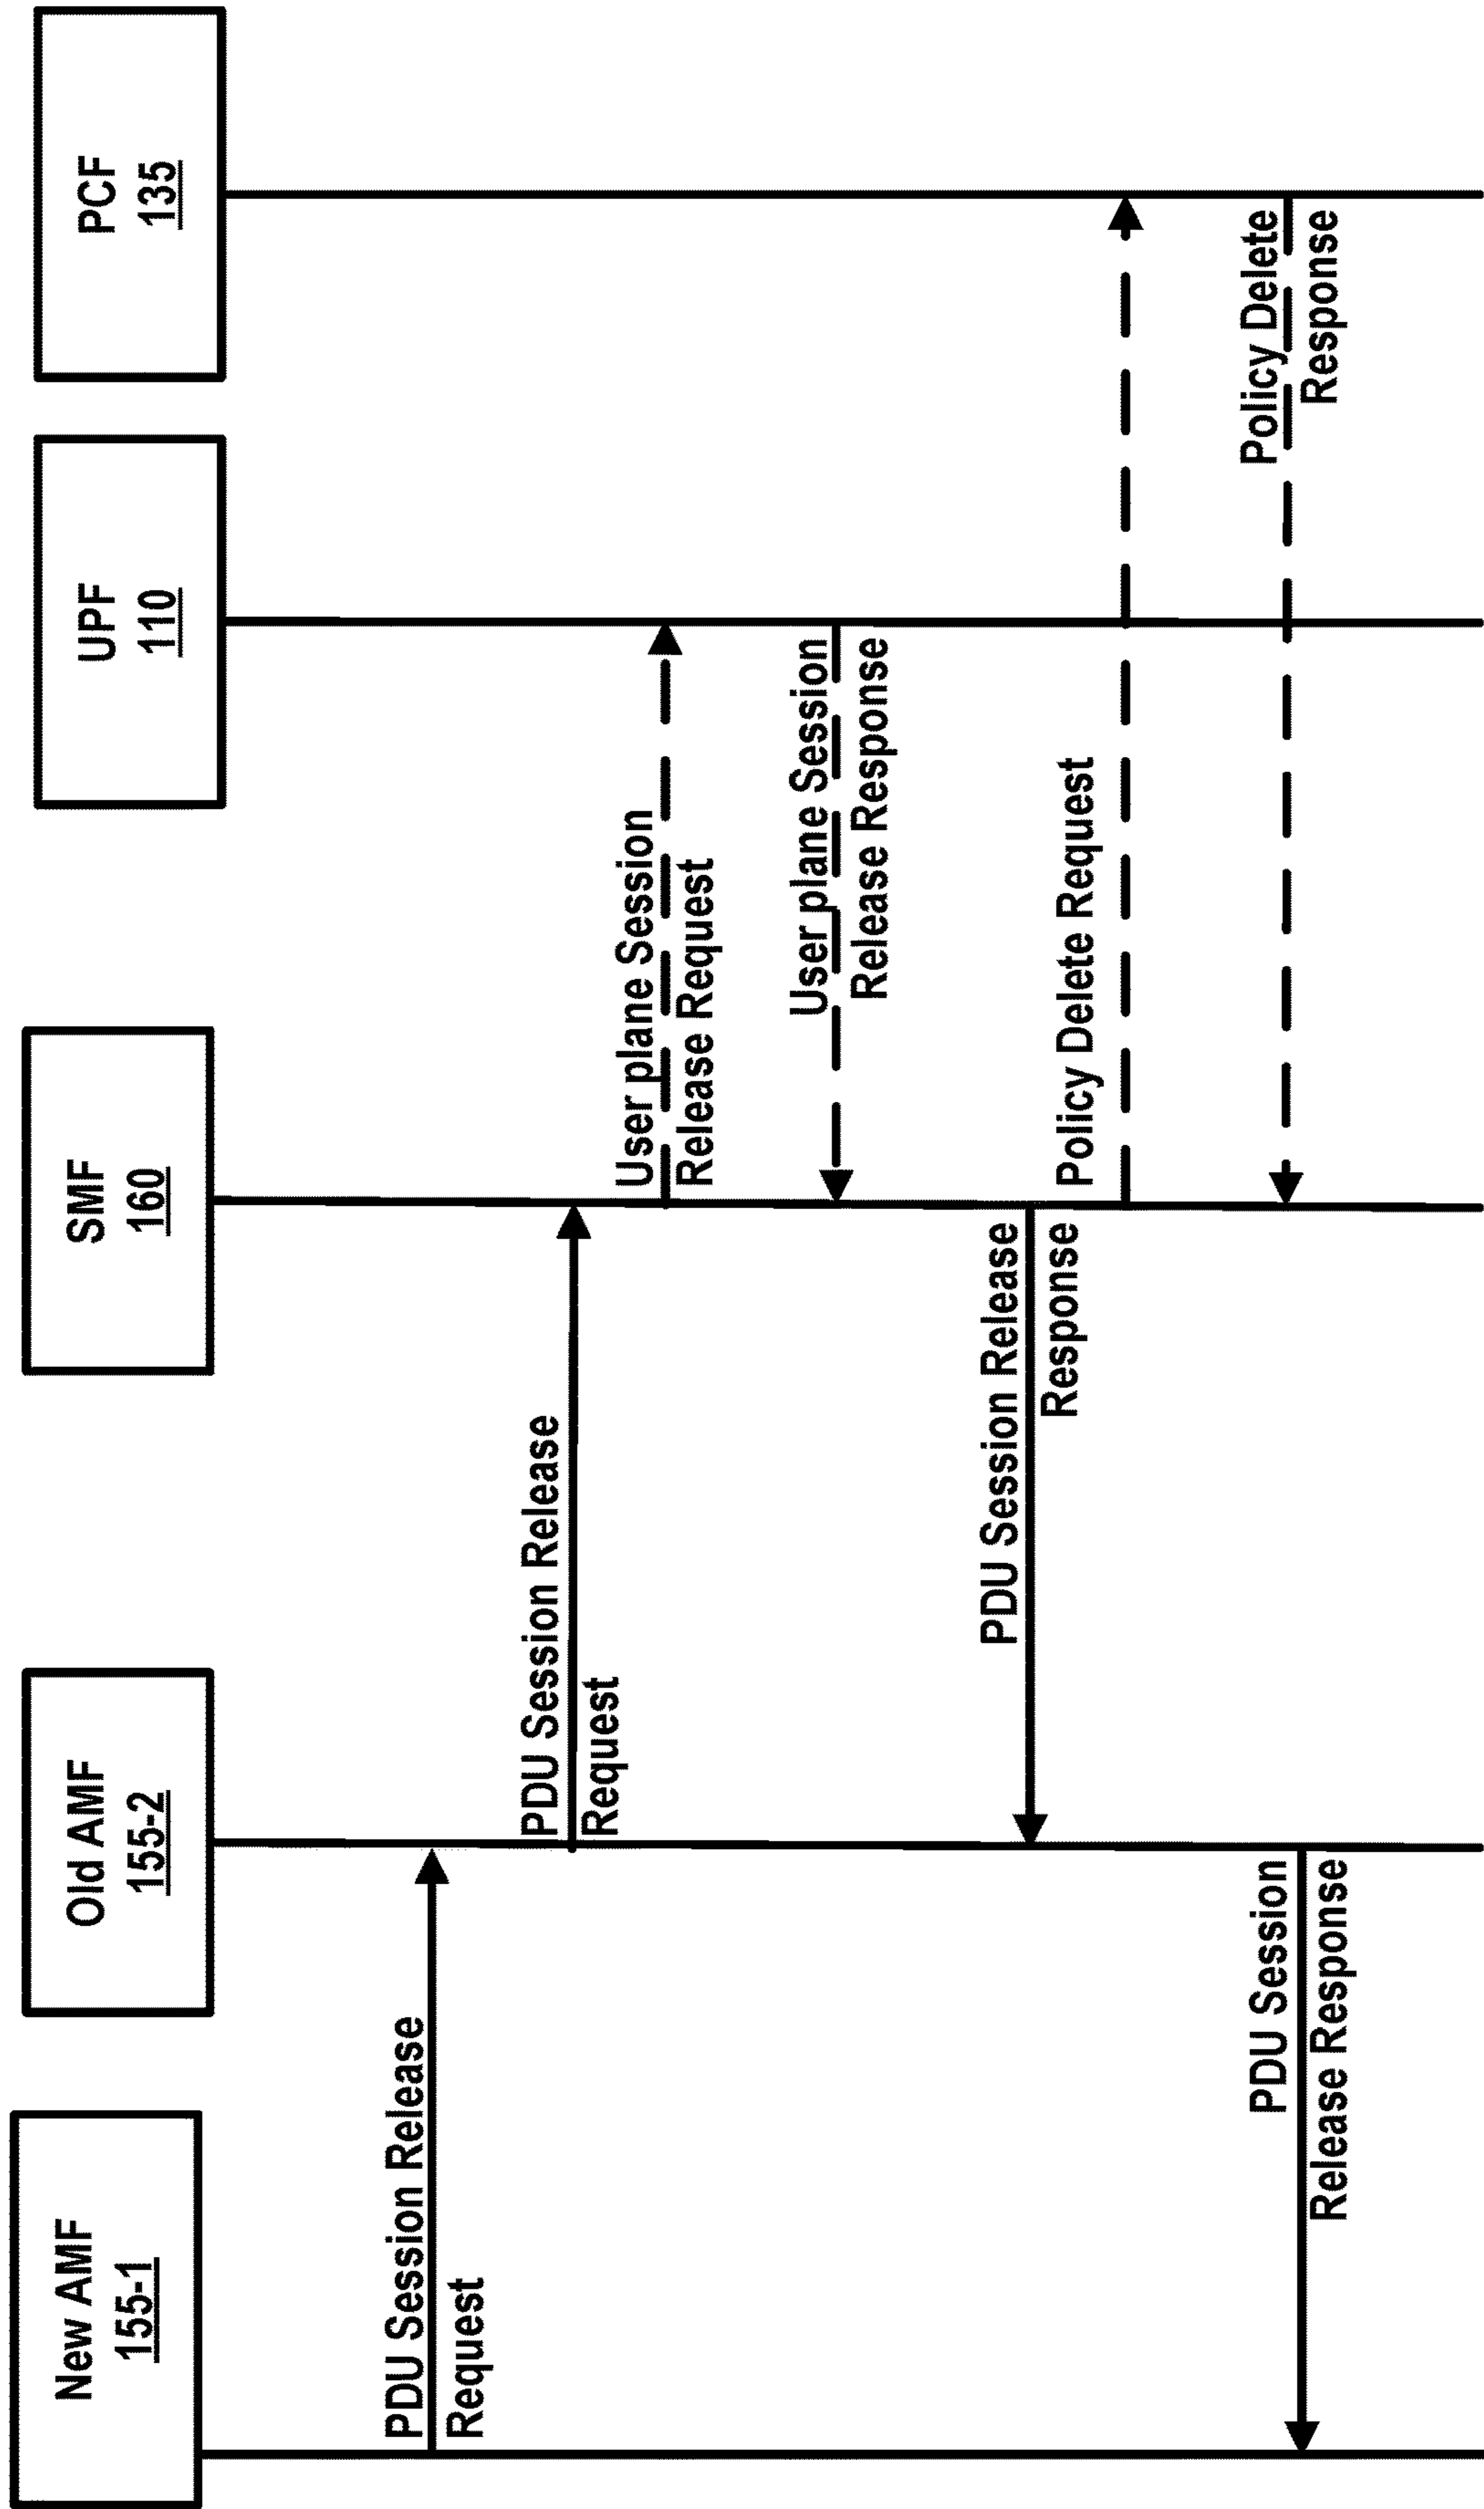 New AMF
155-1
Old AMF
155-2
SMF
160
UPF
110
PCF
135
PDU Session Release
Request
PDU Session Release
Request
User plane Session
Release Request
User plane Session
Release Response
PDU Session Release
Response
Policy Delete Request
Policy Delete
Response
PDU Session
Release Response